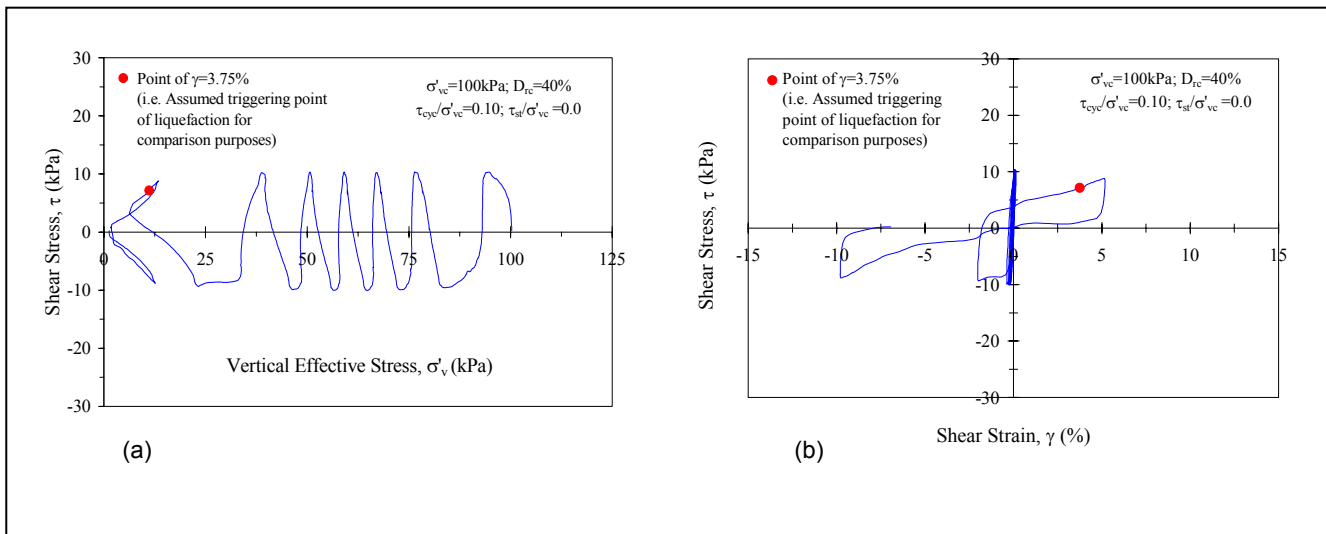 30
20
10
0
-10
-20
-30
0
25
50
75
100
125
Shear Stress, τ (kPa)
Point of γ=3.75%
(i.e. Assumed triggering point
of liquefaction for
comparison purposes)
σ'vc=100kPa; Drc=40%
τcyc/σ'vc=0.10; τst/σ'vc =0.0
Vertical Effective Stress, σ'v (kPa)
(a)
30
20
10
0
-10
-20
-30
-15
-10
-5
0
5
10
15
Shear Stress, τ (kPa)
Point of γ=3.75%
(i.e. Assumed triggering
point of liquefaction for
comparison purposes)
σ'vc=100kPa; Drc=40%
τcyc/σ'vc=0.10; τst/σ'vc =0.0
Shear Strain, γ (%)
(b)